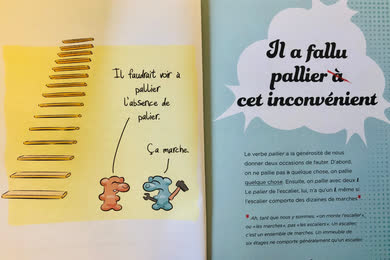 Il faudrait voir à
pallier
l'absence de
palier.
Ça marche.
Il a fallu
pallier à
cet inconvénient
Le verbe pallier a la générosité de nous
donner deux occasions de fauter. D'abord,
on ne pallie pas à quelque chose, on pallie
quelque chose. Ensuite, on pallie avec deux l.
Le palier de l'escalier, lui, n'a qu'un l même si
l'escalier comporte des dizaines de marches*.
* Ah, tant que nous y sommes, « on monte l'escalier »,
ou « les marches », pas « les escaliers ». Un escalier,
c'est un ensemble de marches. Un immeuble de
six étages ne comporte généralement qu'un escalier.